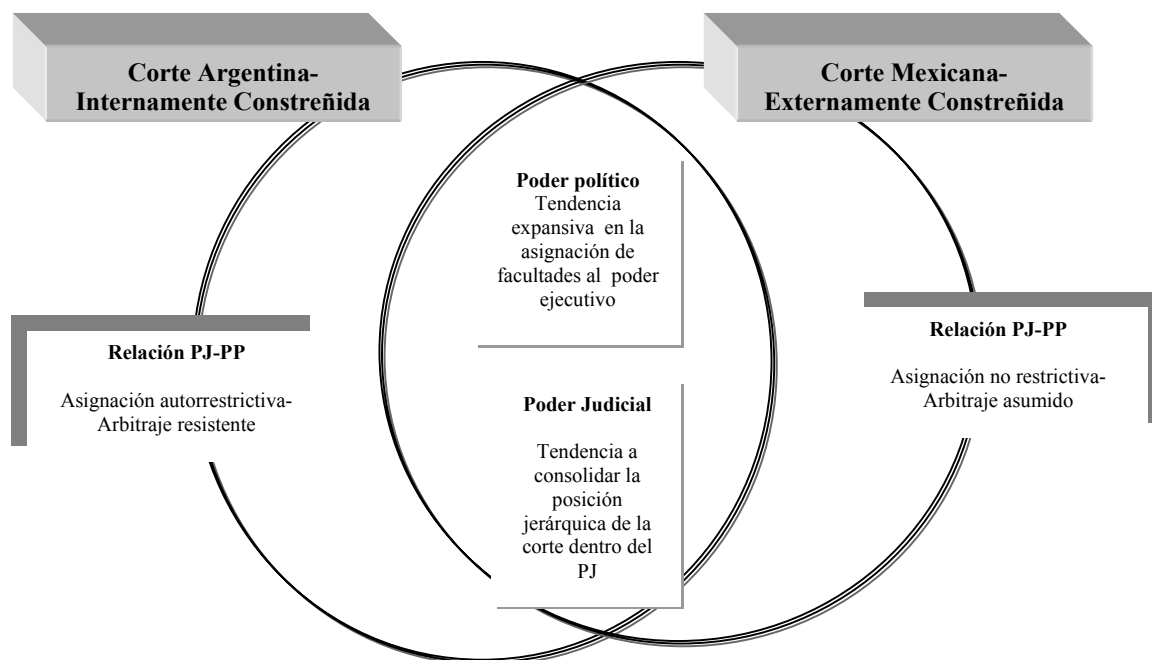 Corte Argentina-
Internamente Constreñida
Corte Mexicana-
Externamente Constreñida
Poder político
Tendencia
expansiva en la
asignación de
facultades al poder
ejecutivo
Relación PJ-PP
Asignación autorrestrictiva-
Arbitraje resistente
Relación PJ-PP
Asignación no restrictiva-
Arbitraje asumido
Poder Judicial
Tendencia a
consolidar la
posición
jerárquica de la
corte dentro del
PJ